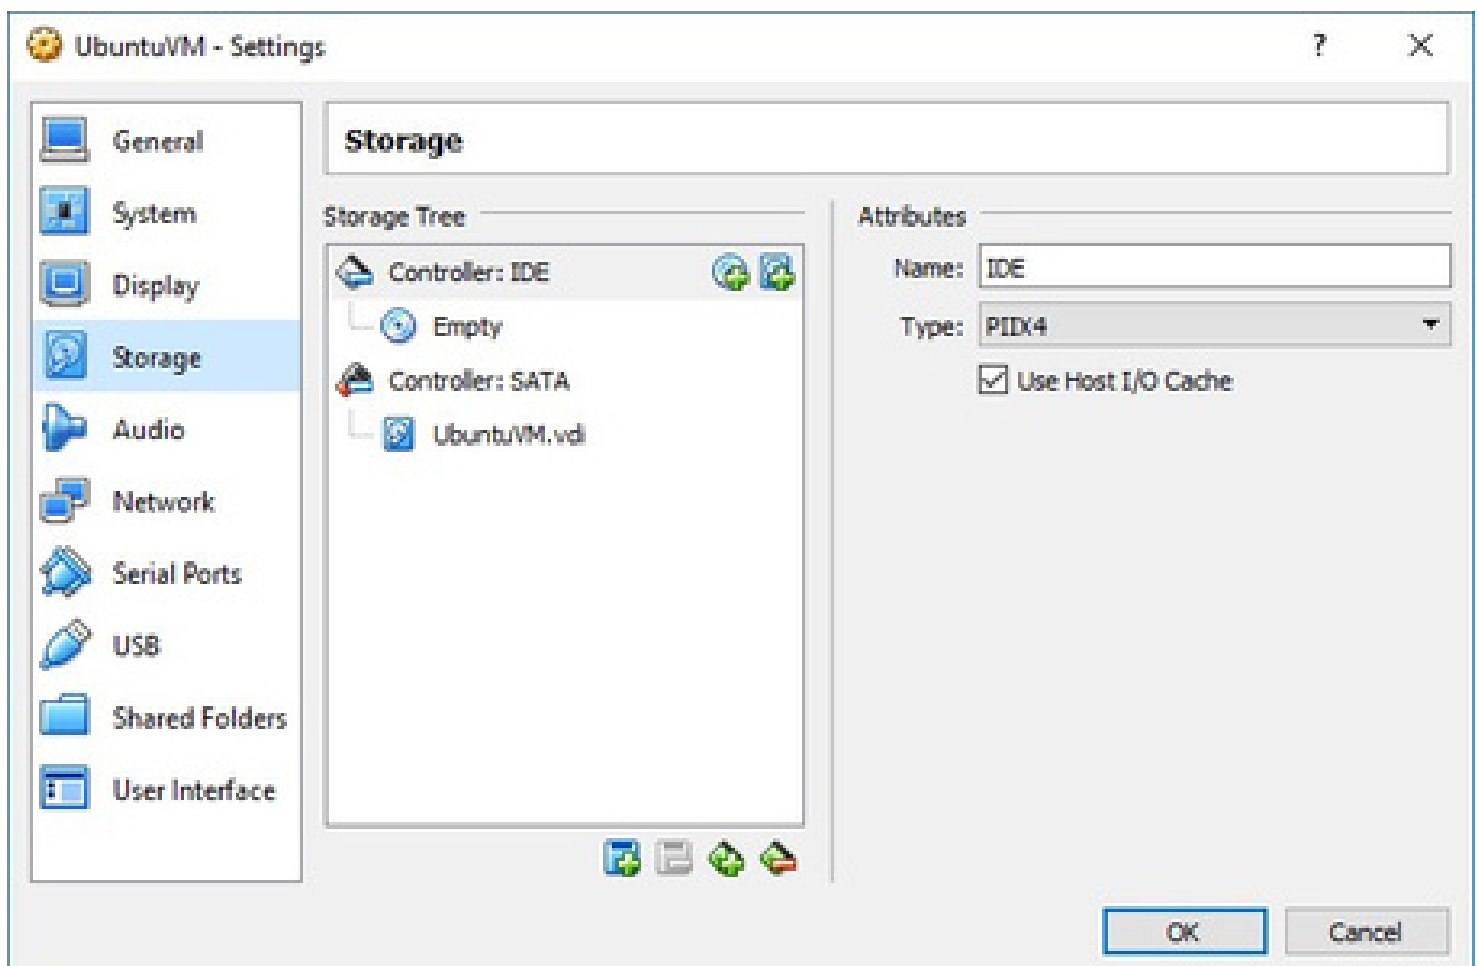 UbuntuVM - Settings
?
General
System
Display
Storage
Audio
Network
Serial Ports
USB
Shared Folders
User Interface
Storage
Storage Tree
Controller: IDE
Empty
Controller: SATA
UbuntuVM.vdi
Attributes
Name: IDE
Type: PIIX4
Use Host I/O Cache
OK
Cancel